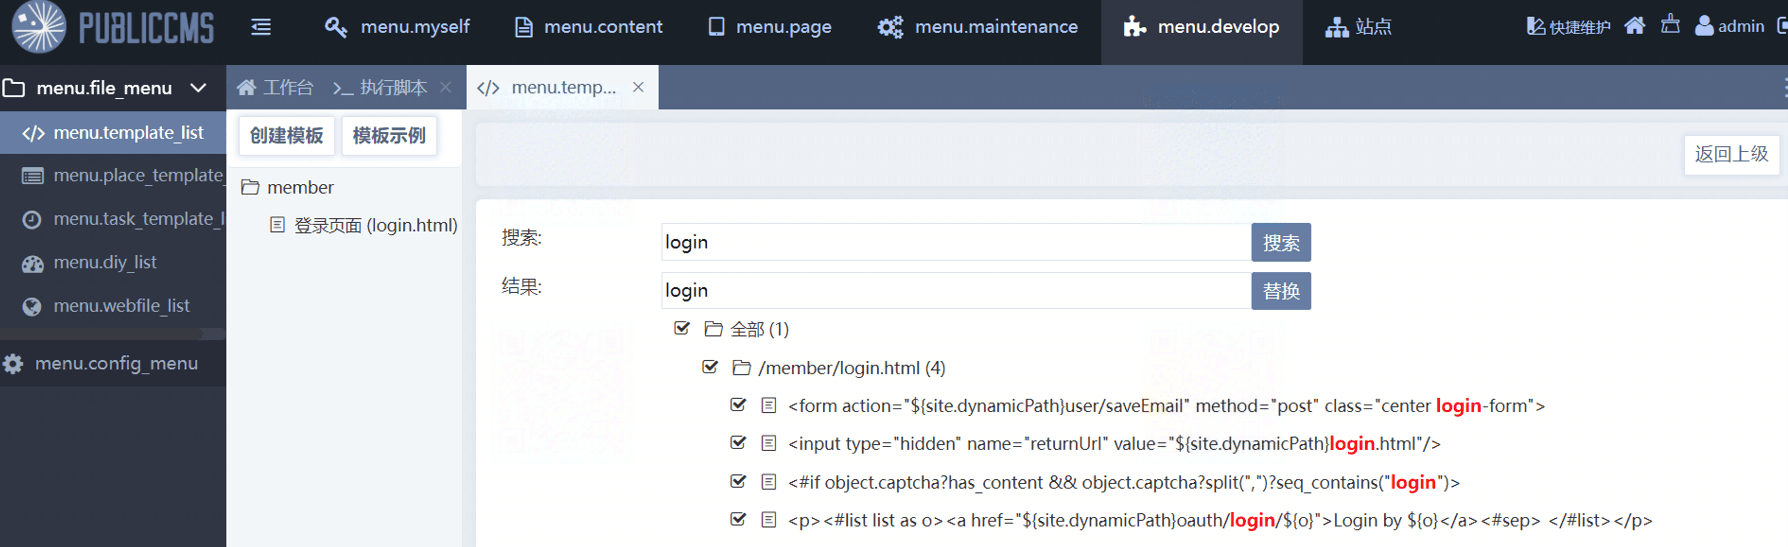 PUBLICCMS
menu.myself
menu.content
menu.page
menu.maintenance
menu.develop
站点
快捷维护
admin
menu.file_menu
工作台
执行脚本
menu.temp...
menu.template_list
创建模板
模板示例
返回上级
menu.place_template_
member
menu.task_template_l
登录页面 (login.html)
搜索:
login
搜索
menu.diy_list
结果:
login
替换
menu.webfile_list
全部 (1)
menu.config_menu
/member/login.html (4)
<form action="${site.dynamicPath}user/saveEmail" method="post" class="center login-form">
<input type="hidden" name="returnUrl" value="${site.dynamicPath}login.html"/>
<#if object.captcha?has_content && object.captcha?split(",")?seq_contains("login")>
<p><#list list as o><a href="${site.dynamicPath}oauth/login/${o}">Login by ${o}</a><#sep> </#list></p>